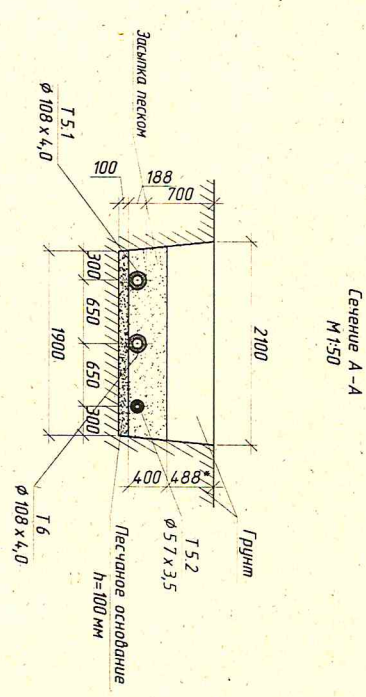 Сечение А-А
М 1:50
2100
Грунт
700
188
100
488*
400
Засыпка песком
Т 5.1
φ 108 x 4,0
300
650
650
300
1900
Т 5.2
φ 57 x 3,5
Т 6
φ 108 x 4,0
Песчаное основание
h=100 мм